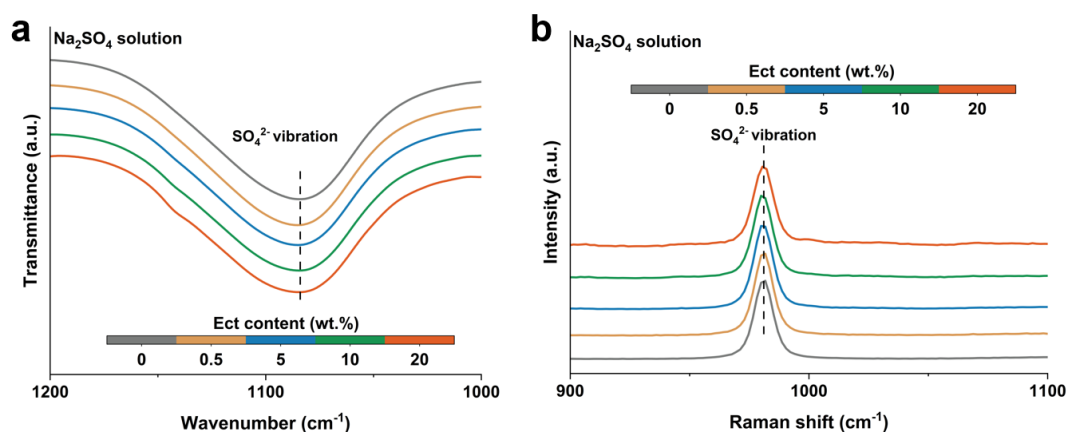 a
Na₂SO₄ solution
SO₄²⁻ vibration
Ect content (wt.%)
0 0.5 5 10 20
1200 1100 1000
Wavenumber (cm⁻¹)
Transmittance (a.u.)
b
Na₂SO₄ solution
Ect content (wt.%)
0 0.5 5 10 20
SO₄²⁻ vibration
900 1000 1100
Raman shift (cm⁻¹)
Intensity (a.u.)